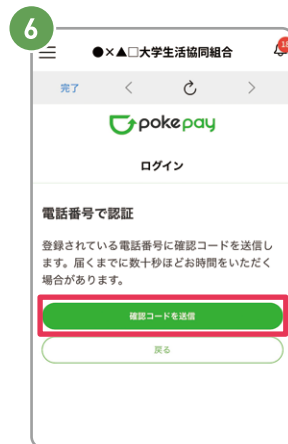 6
●×▲□大学生活協同組合
18
完了
pokepay
ログイン
電話番号で認証
登録されている電話番号に確認コードを送信し
ます。届くまでに数十秒ほどお時間をいただく
場合があります。
確認コードを送信
戻る